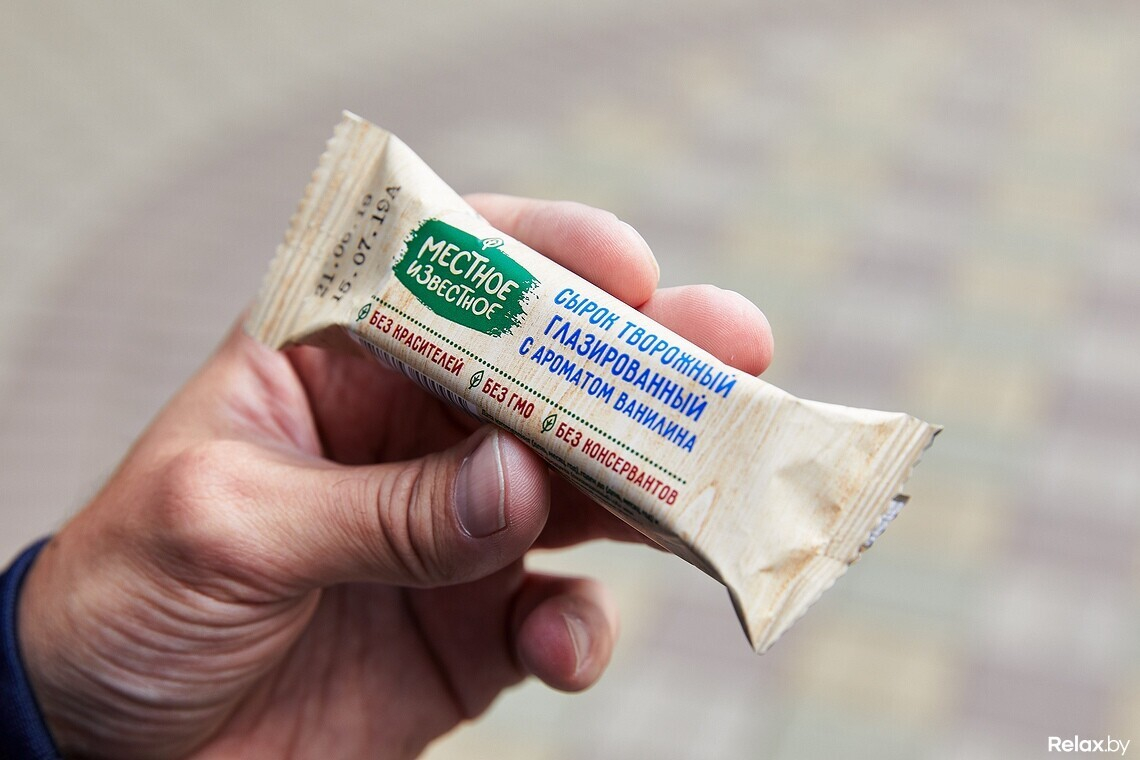 21.06.19
15.07.19А
МЕСТНОЕ
ИЗВЕСТНОЕ
СЫРОК ТВОРОЖНЫЙ
ГЛАЗИРОВАННЫЙ
С АРОМАТОМ ВАНИЛИНА
БЕЗ КРАСИТЕЛЕЙ
БЕЗ ГМО
БЕЗ КОНСЕРВАНТОВ
Relax.by